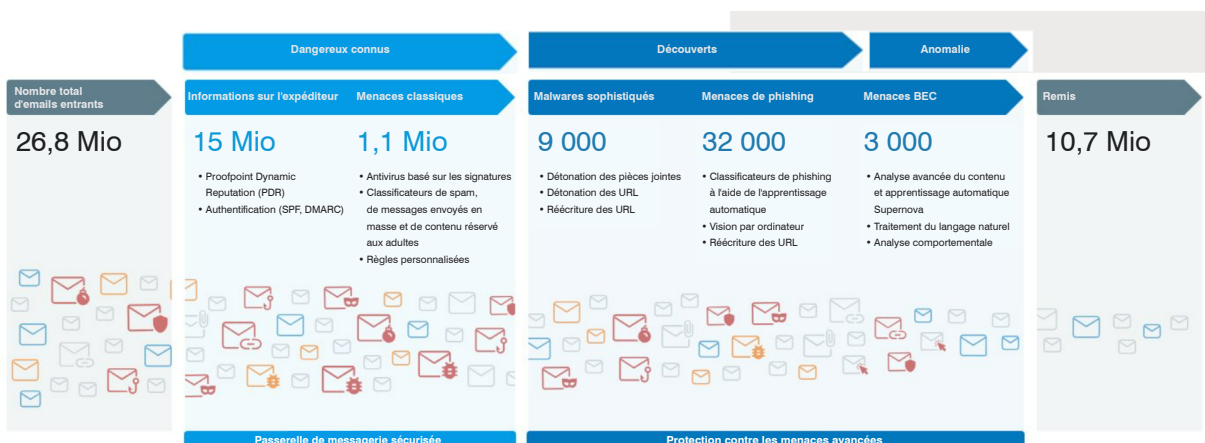 Dangereux connus
Découverts
Anomalie
Nombre total
d'emails entrants
Informations sur l'expéditeur
Menaces classiques
Malwares sophistiqués
Menaces de phishing
Menaces BEC
Remis
26,8 Mio
15 Mio
• Proofpoint Dynamic
Reputation (PDR)
• Authentification (SPF, DMARC)
1,1 Mio
• Antivirus basé sur les signatures
• Classificateurs de spam,
de messages envoyés en
masse et de contenu réservé
aux adultes
• Règles personnalisées
9 000
• Détonation des pièces jointes
• Détonation des URL
• Réécriture des URL
32 000
• Classificateurs de phishing
à l'aide de l'apprentissage
automatique
• Vision par ordinateur
• Réécriture des URL
3 000
• Analyse avancée du contenu
et apprentissage automatique
Supernova
• Traitement du langage naturel
• Analyse comportementale
10,7 Mio
Passerelle de messagerie sécurisée
Protection contre les menaces avancées